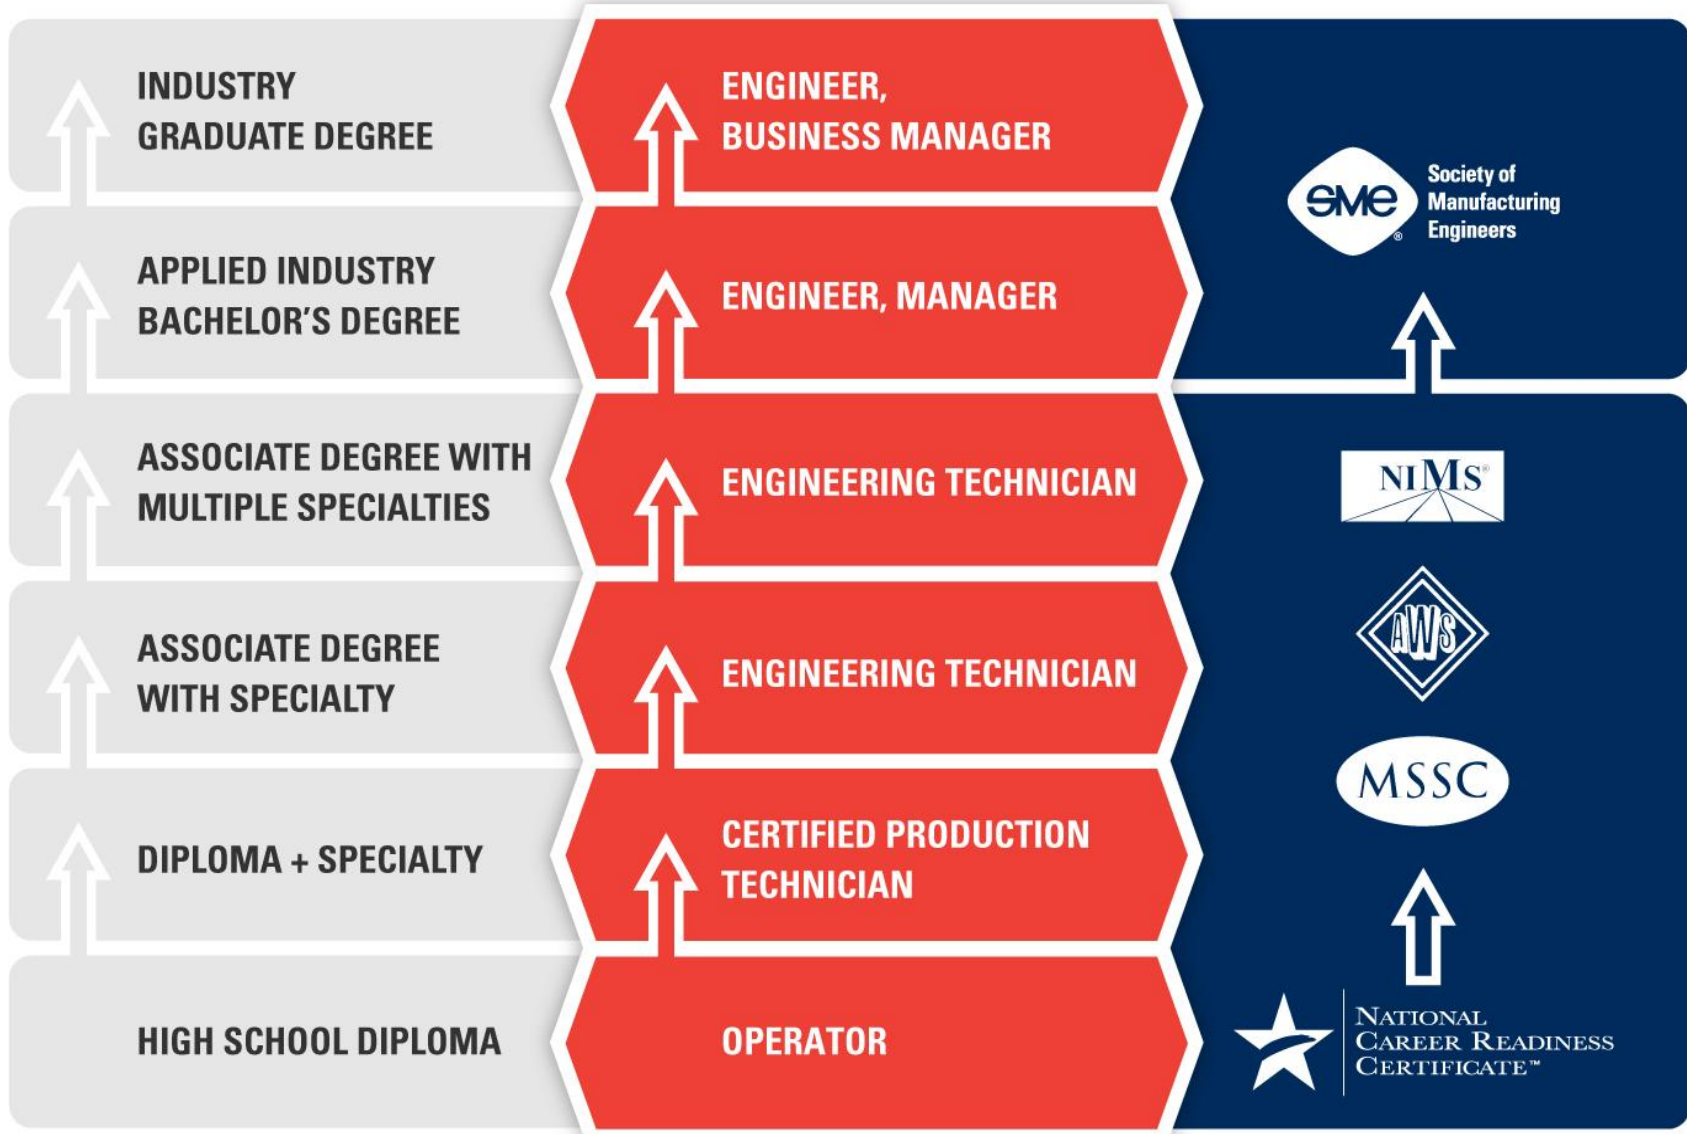 INDUSTRY
GRADUATE DEGREE
ENGINEER,
BUSINESS MANAGER
SME®
Society of
Manufacturing
Engineers
APPLIED INDUSTRY
BACHELOR’S DEGREE
ENGINEER, MANAGER
ASSOCIATE DEGREE WITH
MULTIPLE SPECIALTIES
ENGINEERING TECHNICIAN
NIMS®
ASSOCIATE DEGREE
WITH SPECIALTY
ENGINEERING TECHNICIAN
AWS
MSSC
DIPLOMA + SPECIALTY
CERTIFIED PRODUCTION
TECHNICIAN
HIGH SCHOOL DIPLOMA
OPERATOR
NATIONAL
CAREER READINESS
CERTIFICATE™